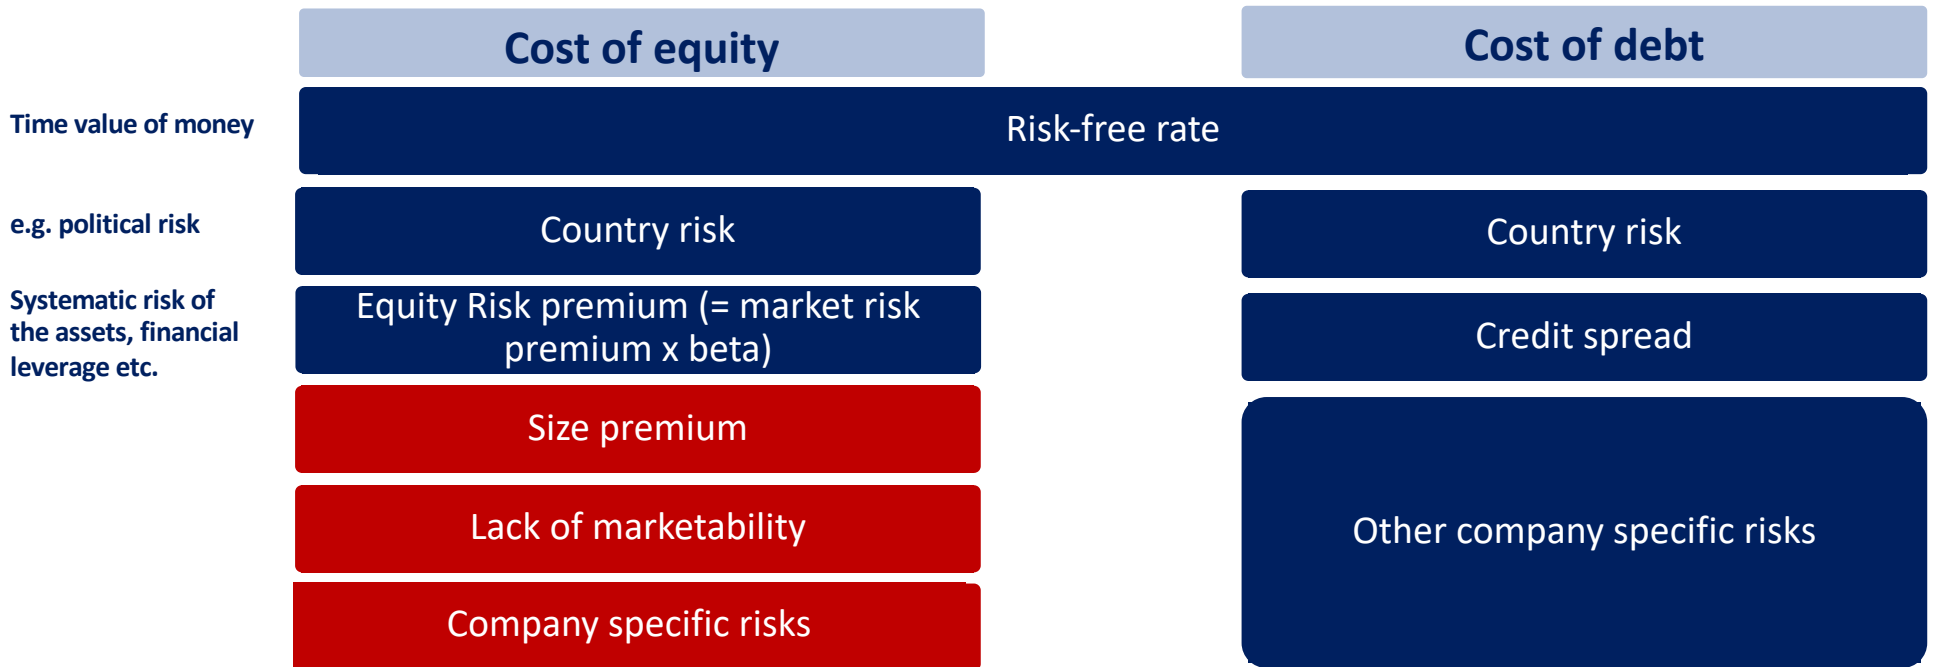 Cost of equity
Cost of debt
Time value of money
Risk-free rate
e.g. political risk
Country risk
Country risk
Systematic risk of
the assets, financial
leverage etc.
Equity Risk premium (= market risk
premium x beta)
Credit spread
Size premium
Lack of marketability
Other company specific risks
Company specific risks